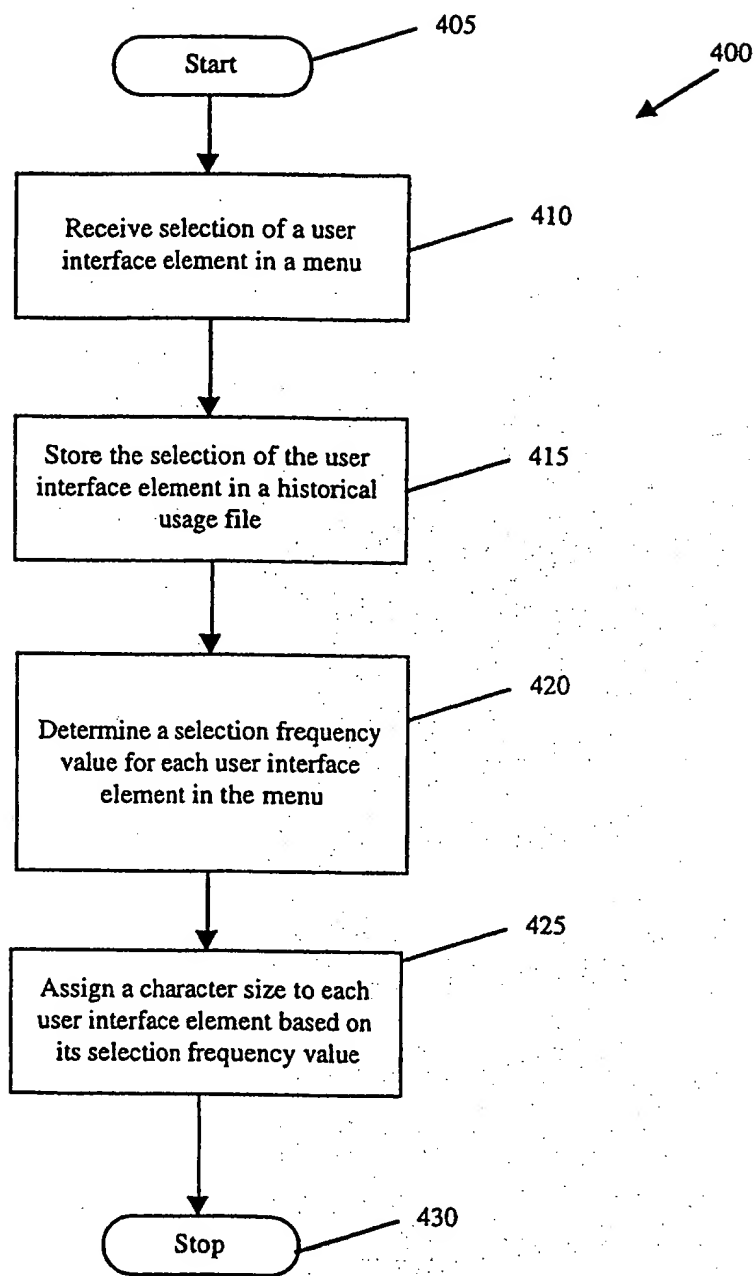 405
Start
400
Receive selection of a user
interface element in a menu
410
Store the selection of the user
interface element in a historical
usage file
415
Determine a selection frequency
value for each user interface
element in the menu
420
Assign a character size to each
user interface element based on
its selection frequency value
425
Stop
430